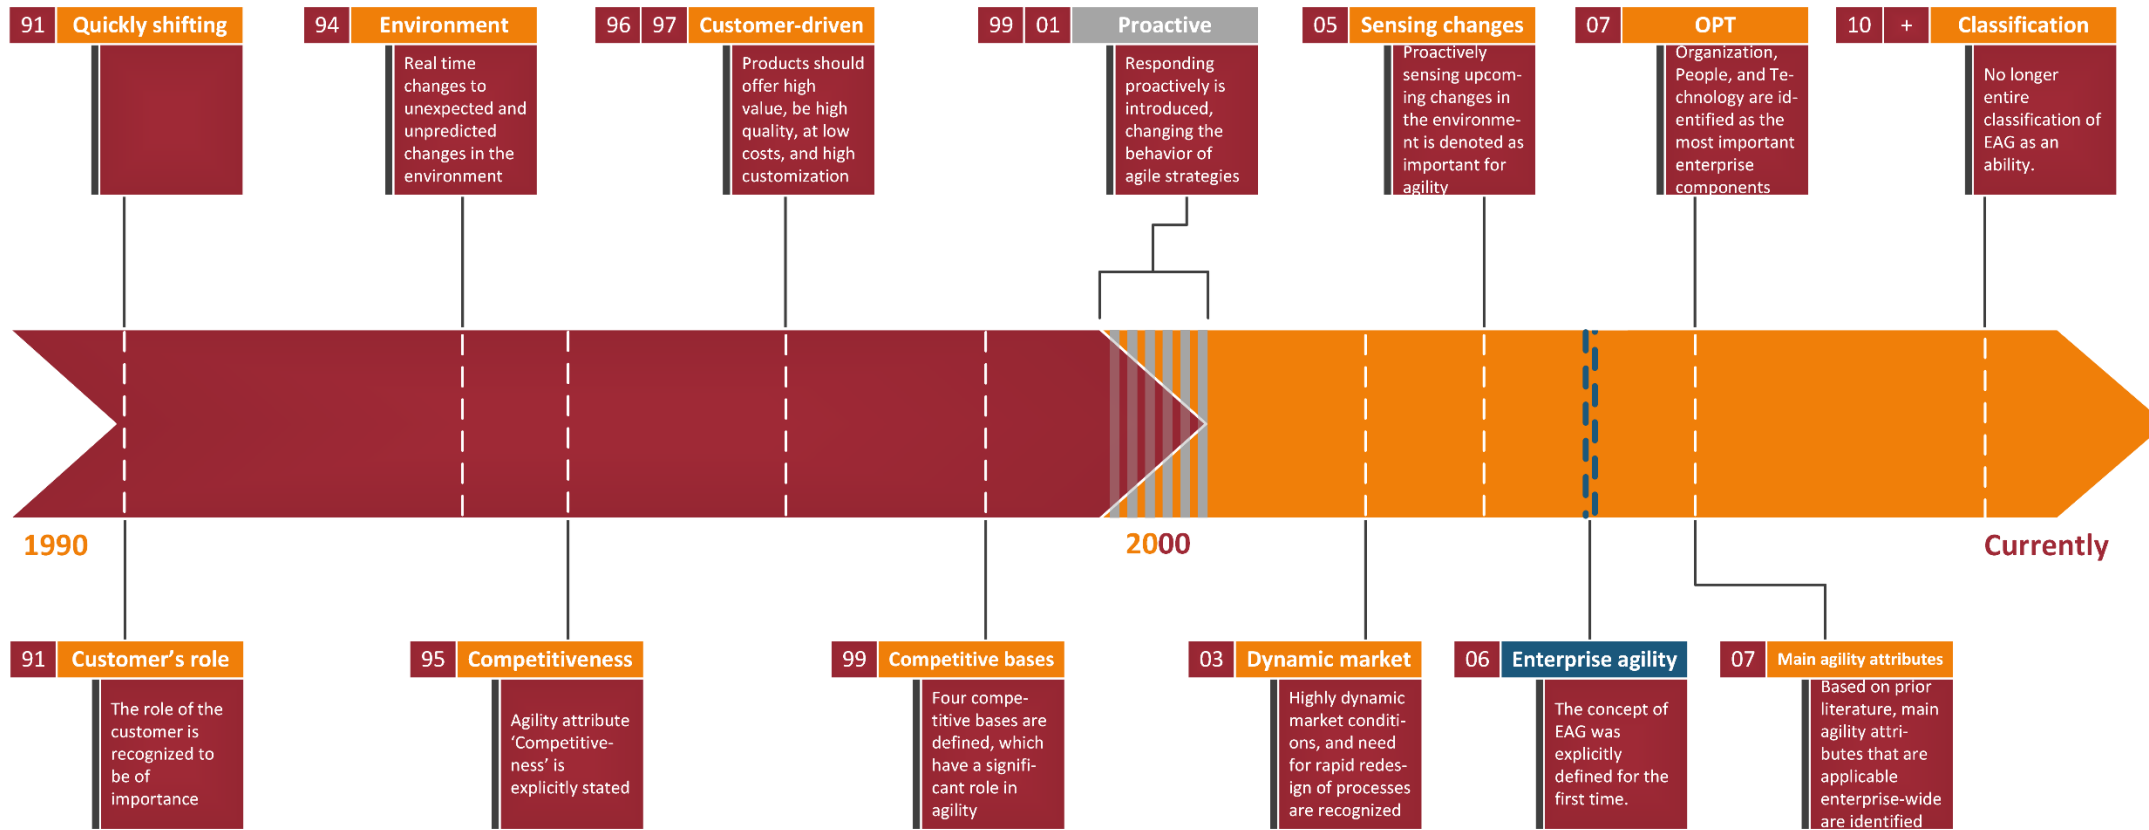 91 Quickly shifting
94 Environment
Real time
changes to
unexpected and
unpredicted
changes in the
environment
96 97 Customer-driven
Products should
offer high
value, be high
quality, at low
costs, and high
customization
99 01 Proactive
Responding
proactively is
introduced,
changing the
behavior of
agile strategies
05 Sensing changes
Proactively
sensing upcom-
ing changes in
the environme-
nt is denoted as
important for
agility
07 OPT
Organization,
People, and Te-
chnology are id-
entified as the
most important
enterprise
components
10 + Classification
No longer
entire
classification of
EAG as an
ability.
1990
2000
Currently
91 Customer’s role
The role of the
customer is
recognized to
be of
importance
95 Competitiveness
Agility attribute
‘Competitive-
ness’ is
explicitly stated
99 Competitive bases
Four compe-
titive bases are
defined, which
have a signifi-
cant role in
agility
03 Dynamic market
Highly dynamic
market conditi-
ons, and need
for rapid redes-
ign of processes
are recognized
06 Enterprise agility
The concept of
EAG was
explicitly
defined for the
first time.
07 Main agility attributes
Based on prior
literature, main
agility attri-
butes that are
applicable
enterprise-wide
are identified